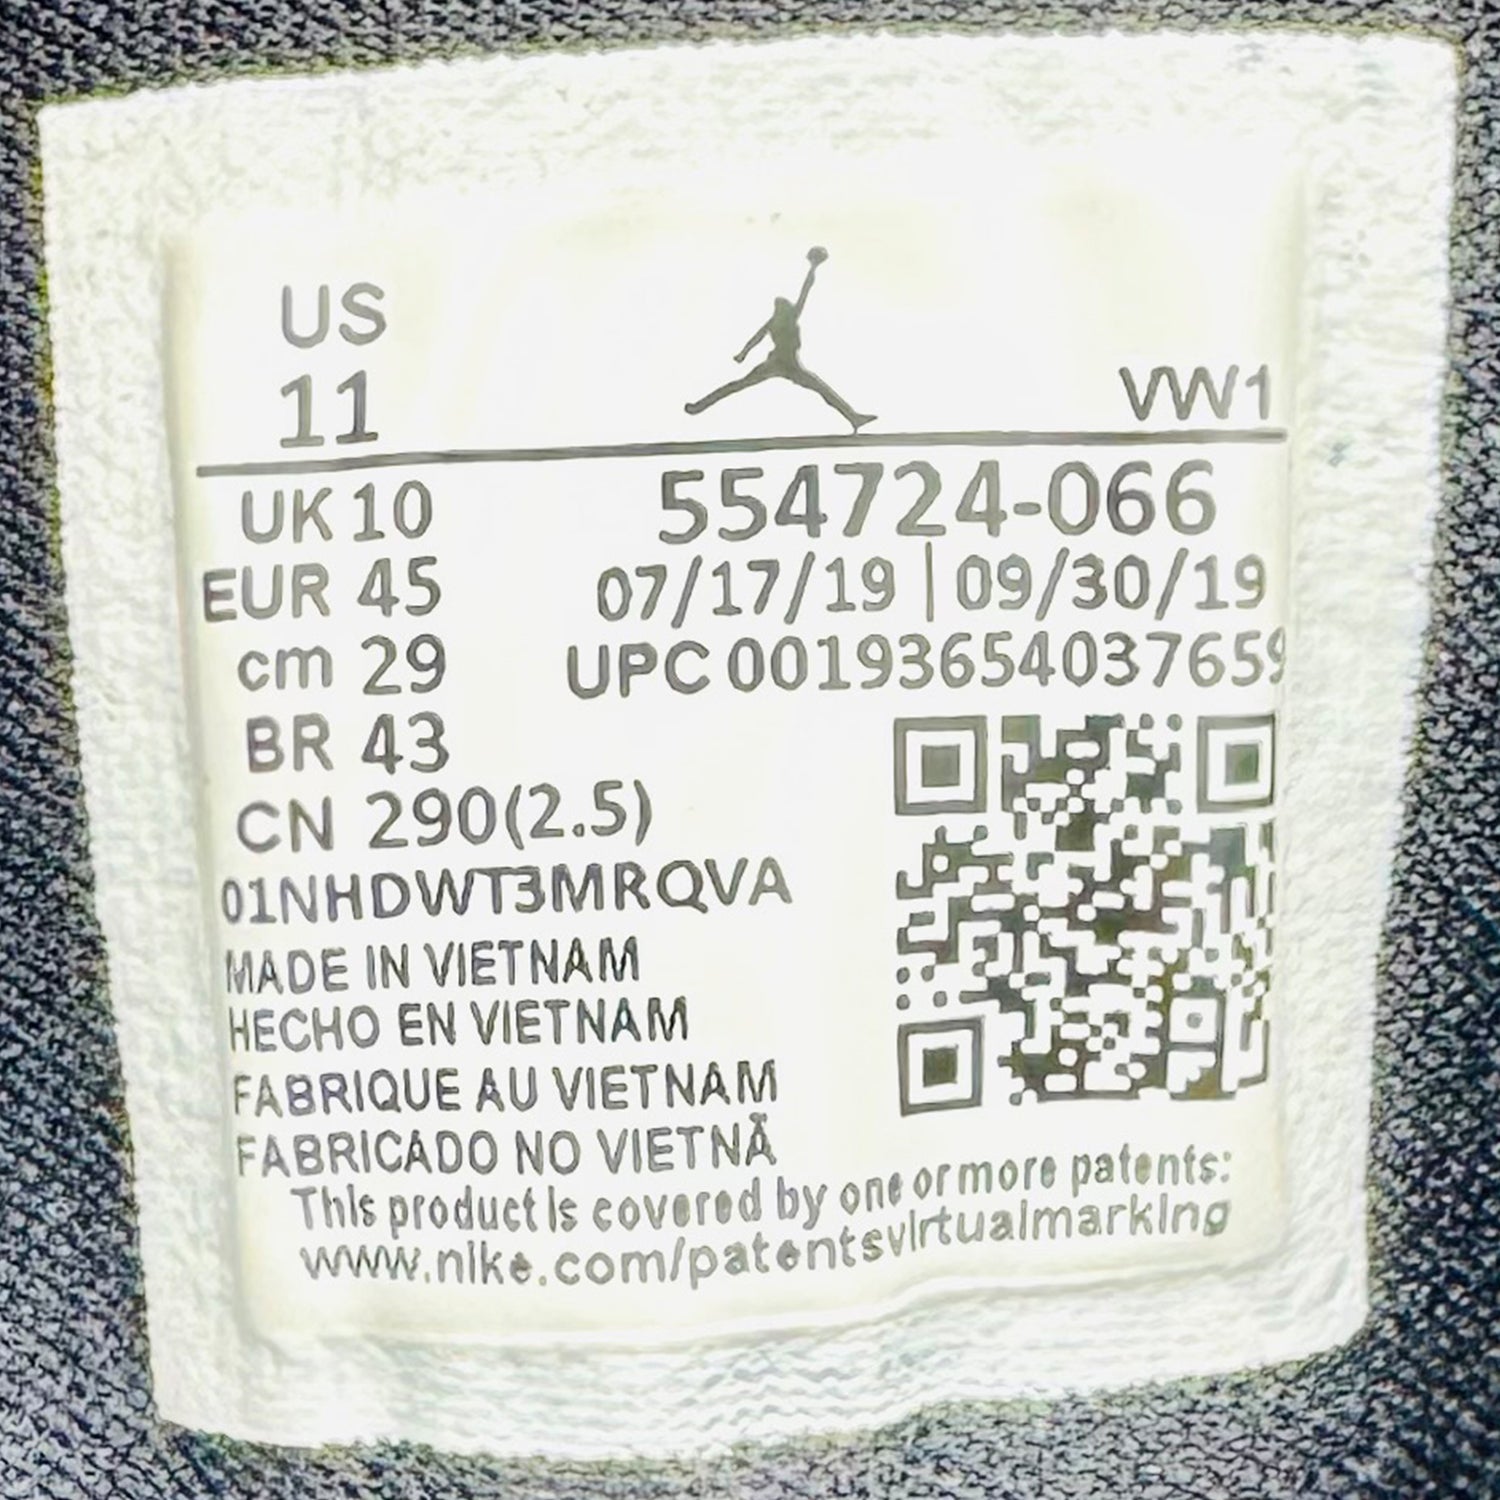 US
11
VW1
UK 10
554724-066
EUR 45
07/17/19 | 09/30/19
cm 29
UPC 00193654037659
BR 43
CN 290(2.5)
01NHDWT3MRQVA
MADE IN VIETNAM
HECHO EN VIETNAM
FABRIQUE AU VIETNAM
FABRICADO NO VIETNÃ
This product is covered by one or more patents:
www.nike.com/patentsvirtualmarking